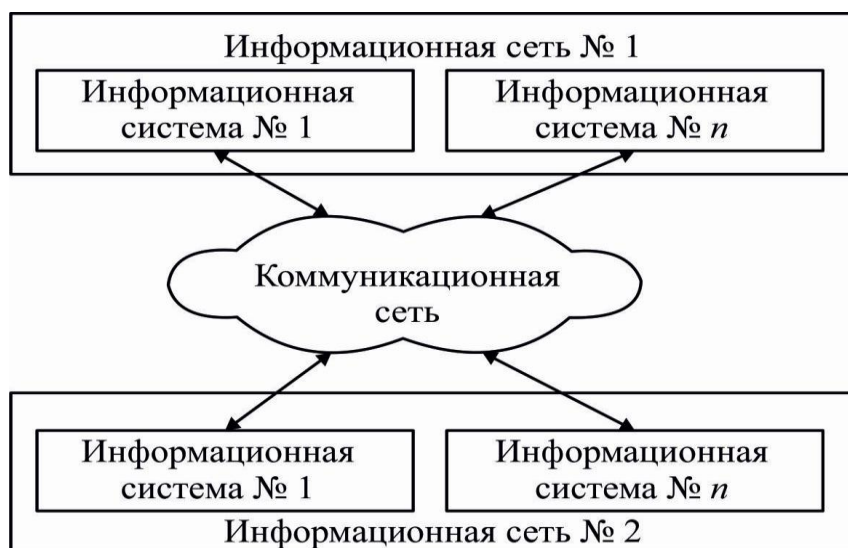 Информационная сеть № 1
Информационная
система № 1
Информационная
система № n
Коммуникационная
сеть
Информационная
система № 1
Информационная
система № n
Информационная сеть № 2